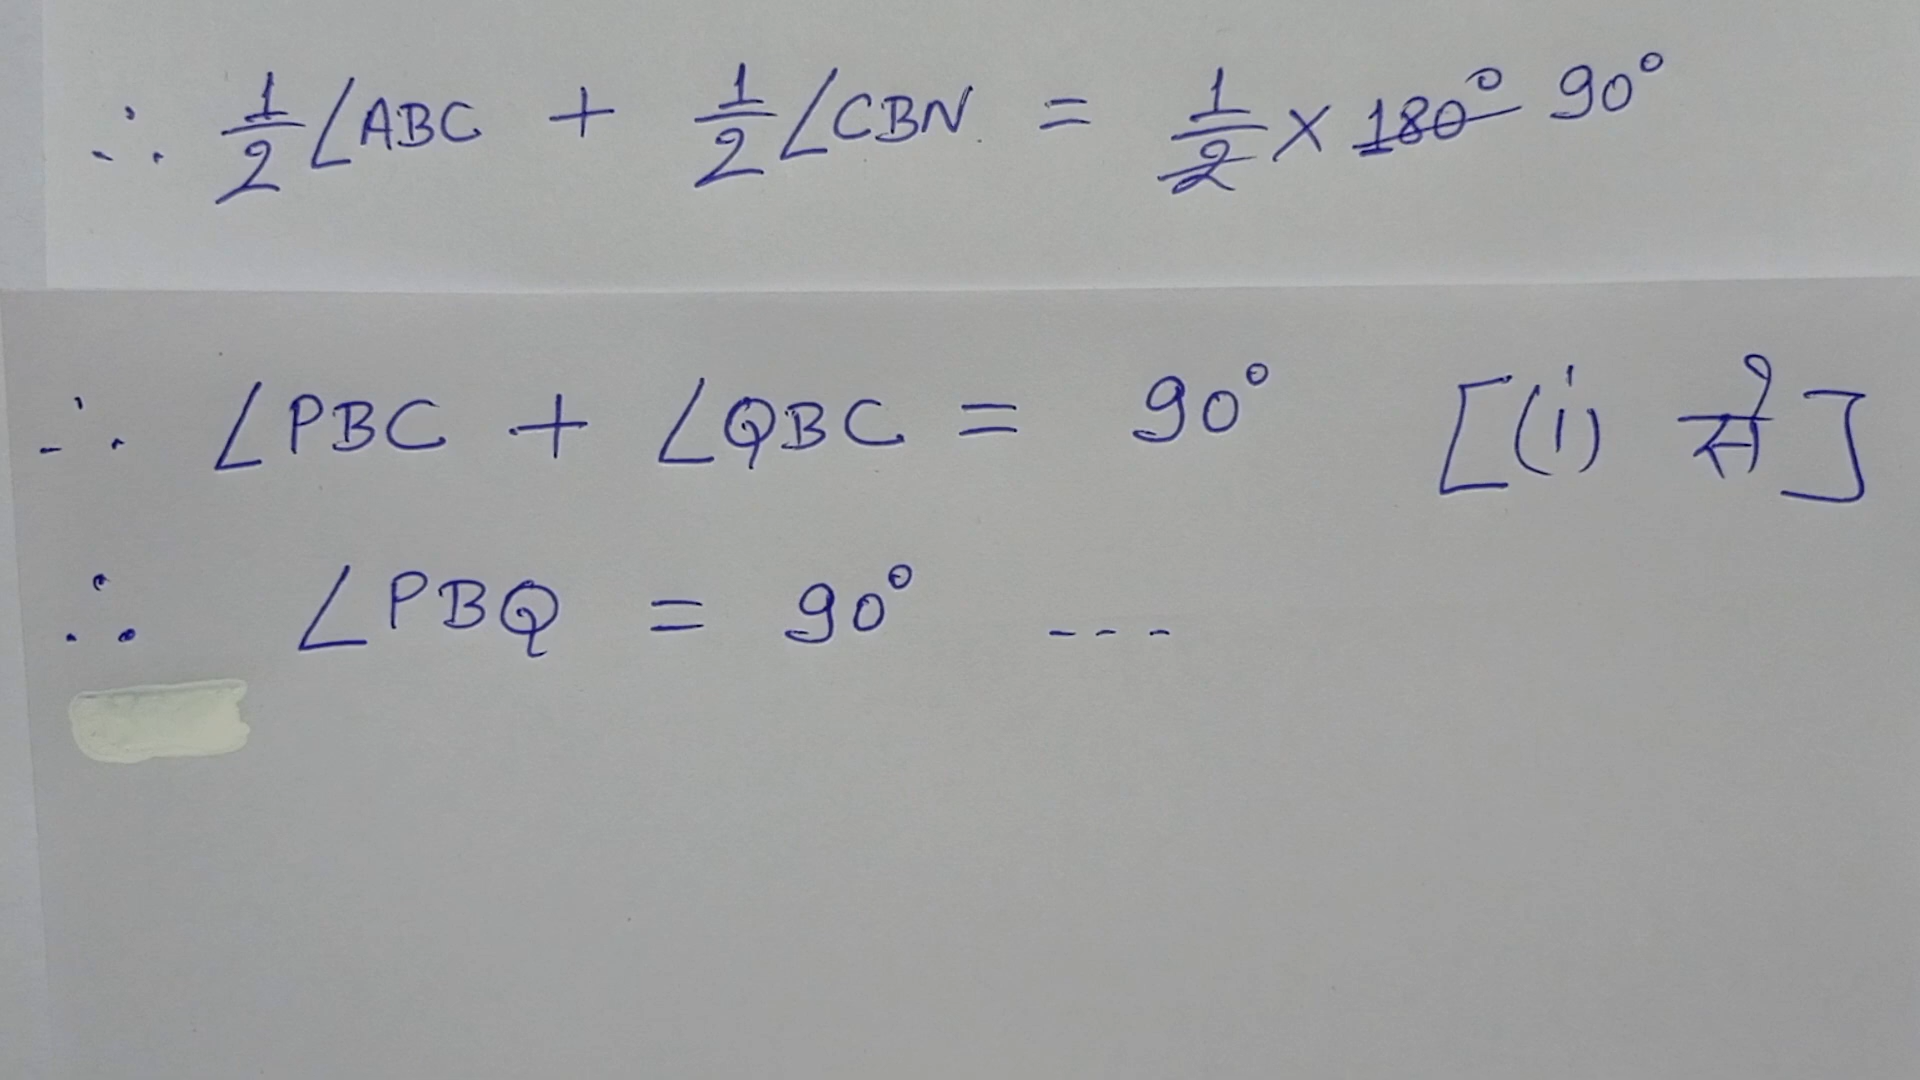 ∴ 1/2 ∠ABC + 1/2 ∠CBN = 1/2 × 180° 90°
∴ ∠PBC + ∠QBC = 90° [(i) से]
∴ ∠PBQ = 90° ---